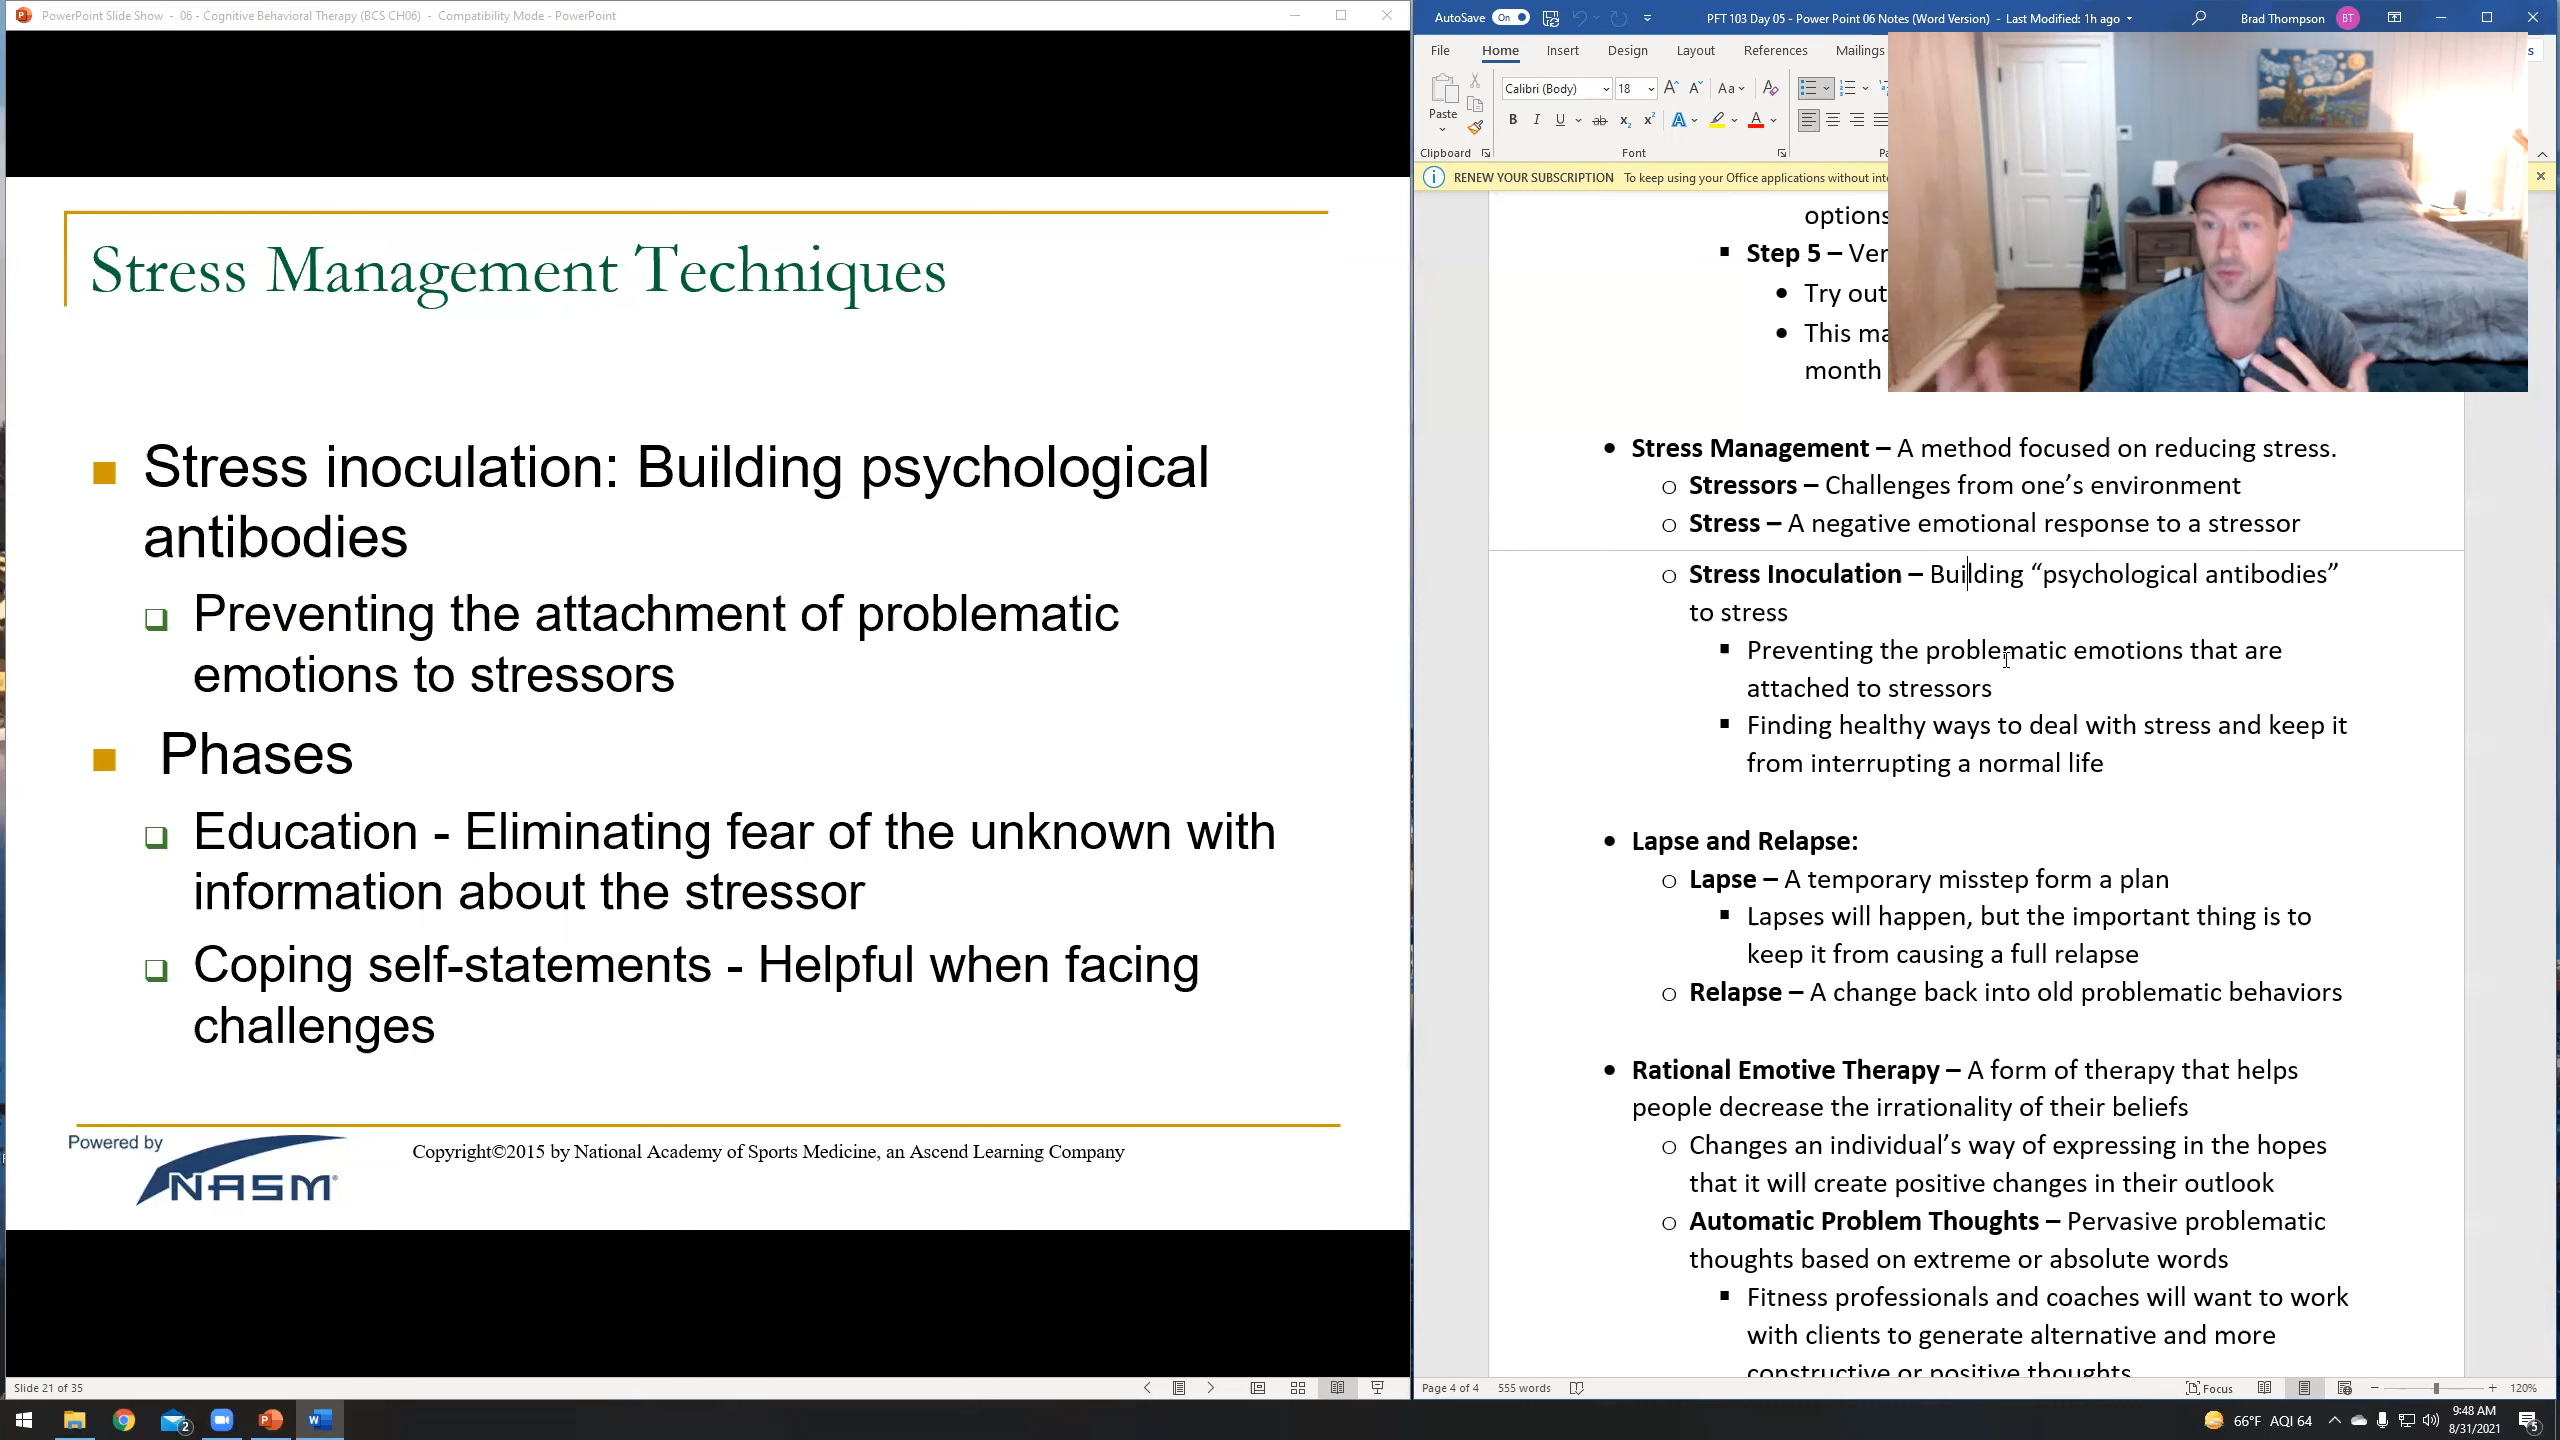 PowerPoint Slide Show - 06 - Cognitive Behavioral Therapy (BCS CH06) - Compatibility Mode - PowerPoint
Stress Management Techniques
Stress inoculation: Building psychological
antibodies
Preventing the attachment of problematic
emotions to stressors
Phases
Education - Eliminating fear of the unknown with
information about the stressor
Coping self-statements - Helpful when facing
challenges
Powered by
NASM
Copyright©2015 by National Academy of Sports Medicine, an Ascend Learning Company
Slide 21 of 35
AutoSave On
PFT 103 Day 05 - Power Point 06 Notes (Word Version) - Last Modified: 1h ago
Brad Thompson BT
File Home Insert Design Layout References Mailings
Paste
Calibri (Body) 18
Aa
B I U ab x₂ x² A A
Clipboard
Font
RENEW YOUR SUBSCRIPTION To keep using your Office applications without
options
Step 5 –
Try out
This
month
Stress Management – A method focused on reducing stress.
Stressors – Challenges from one’s environment
Stress – A negative emotional response to a stressor
Stress Inoculation – Building “psychological antibodies”
to stress
Preventing the problematic emotions that are
attached to stressors
Finding healthy ways to deal with stress and keep it
from interrupting a normal life
Lapse and Relapse:
Lapse – A temporary misstep form a plan
Lapses will happen, but the important thing is to
keep it from causing a full relapse
Relapse – A change back into old problematic behaviors
Rational Emotive Therapy – A form of therapy that helps
people decrease the irrationality of their beliefs
Changes an individual’s way of expressing in the hopes
that it will create positive changes in their outlook
Automatic Problem Thoughts – Pervasive problematic
thoughts based on extreme or absolute words
Fitness professionals and coaches will want to work
with clients to generate alternative and more
constructive or positive thoughts
Page 4 of 4 555 words
Focus
120%
2
66°F AQI 64
9:48 AM
8/31/2021
5